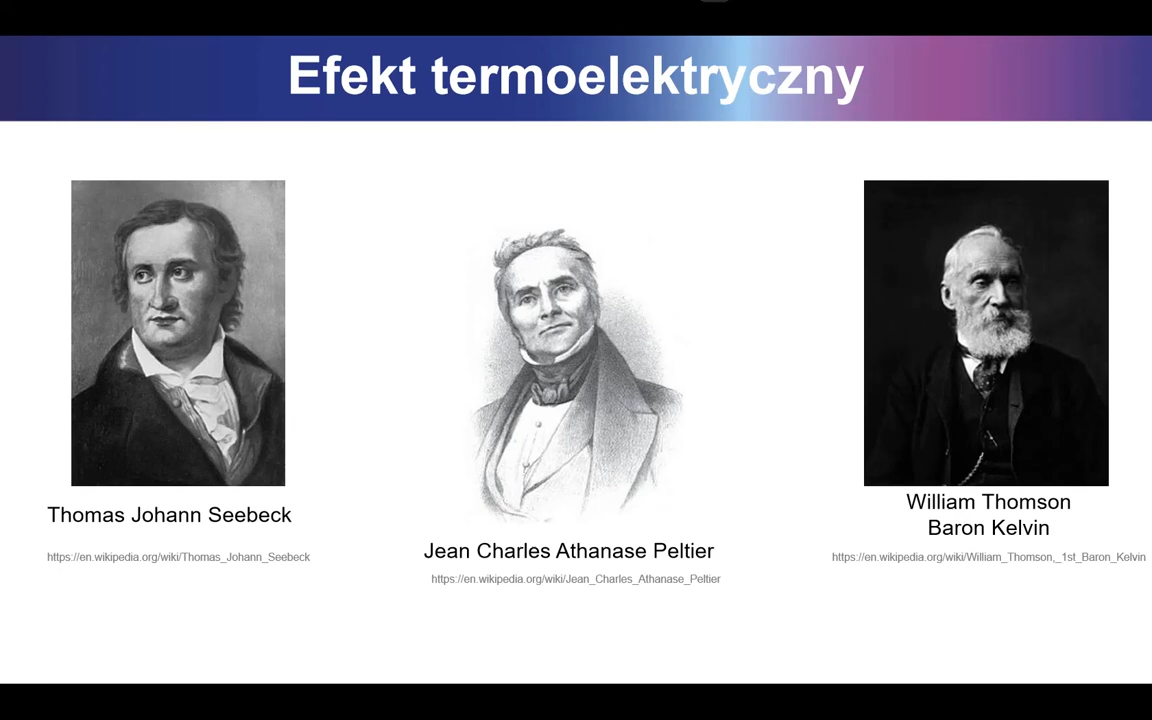 Efekt termoelektryczny
Thomas Johann Seebeck
https://en.wikipedia.org/wiki/Thomas_Johann_Seebeck
Jean Charles Athanase Peltier
https://en.wikipedia.org/wiki/Jean_Charles_Athanase_Peltier
William Thomson
Baron Kelvin
https://en.wikipedia.org/wiki/William_Thomson,_1st_Baron_Kelvin